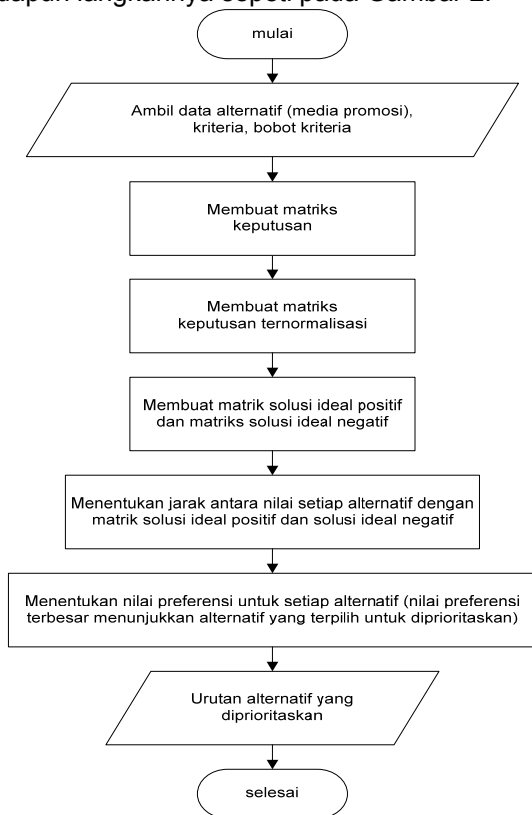 dapun langkahnya seperti pada Gambar 2.
mulai
Ambil data alternatif (media promosi),
kriteria, bobot kriteria
Membuat matriks
keputusan
Membuat matriks
keputusan ternormalisasi
Membuat matrik solusi ideal positif
dan matriks solusi ideal negatif
Menentukan jarak antara nilai setiap alternatif dengan
matrik solusi ideal positif dan solusi ideal negatif
Menentukan nilai preferensi untuk setiap alternatif (nilai preferensi
terbesar menunjukkan alternatif yang terpilih untuk diprioritaskan)
Urutan alternatif yang
diprioritaskan
selesai